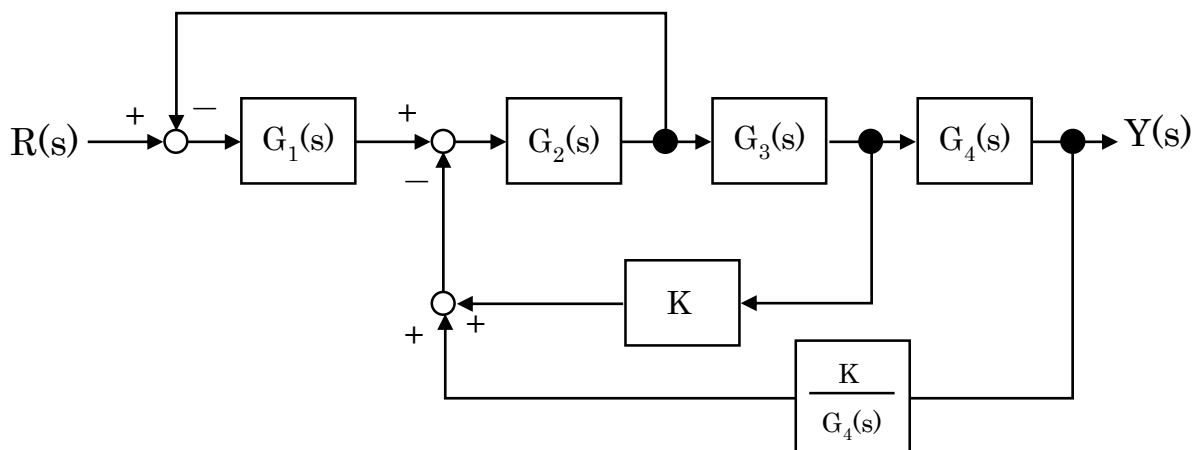 R(s)
+
−
G₁(s)
+
−
G₂(s)
G₃(s)
G₄(s)
Y(s)
K
+
+
K
G₄(s)